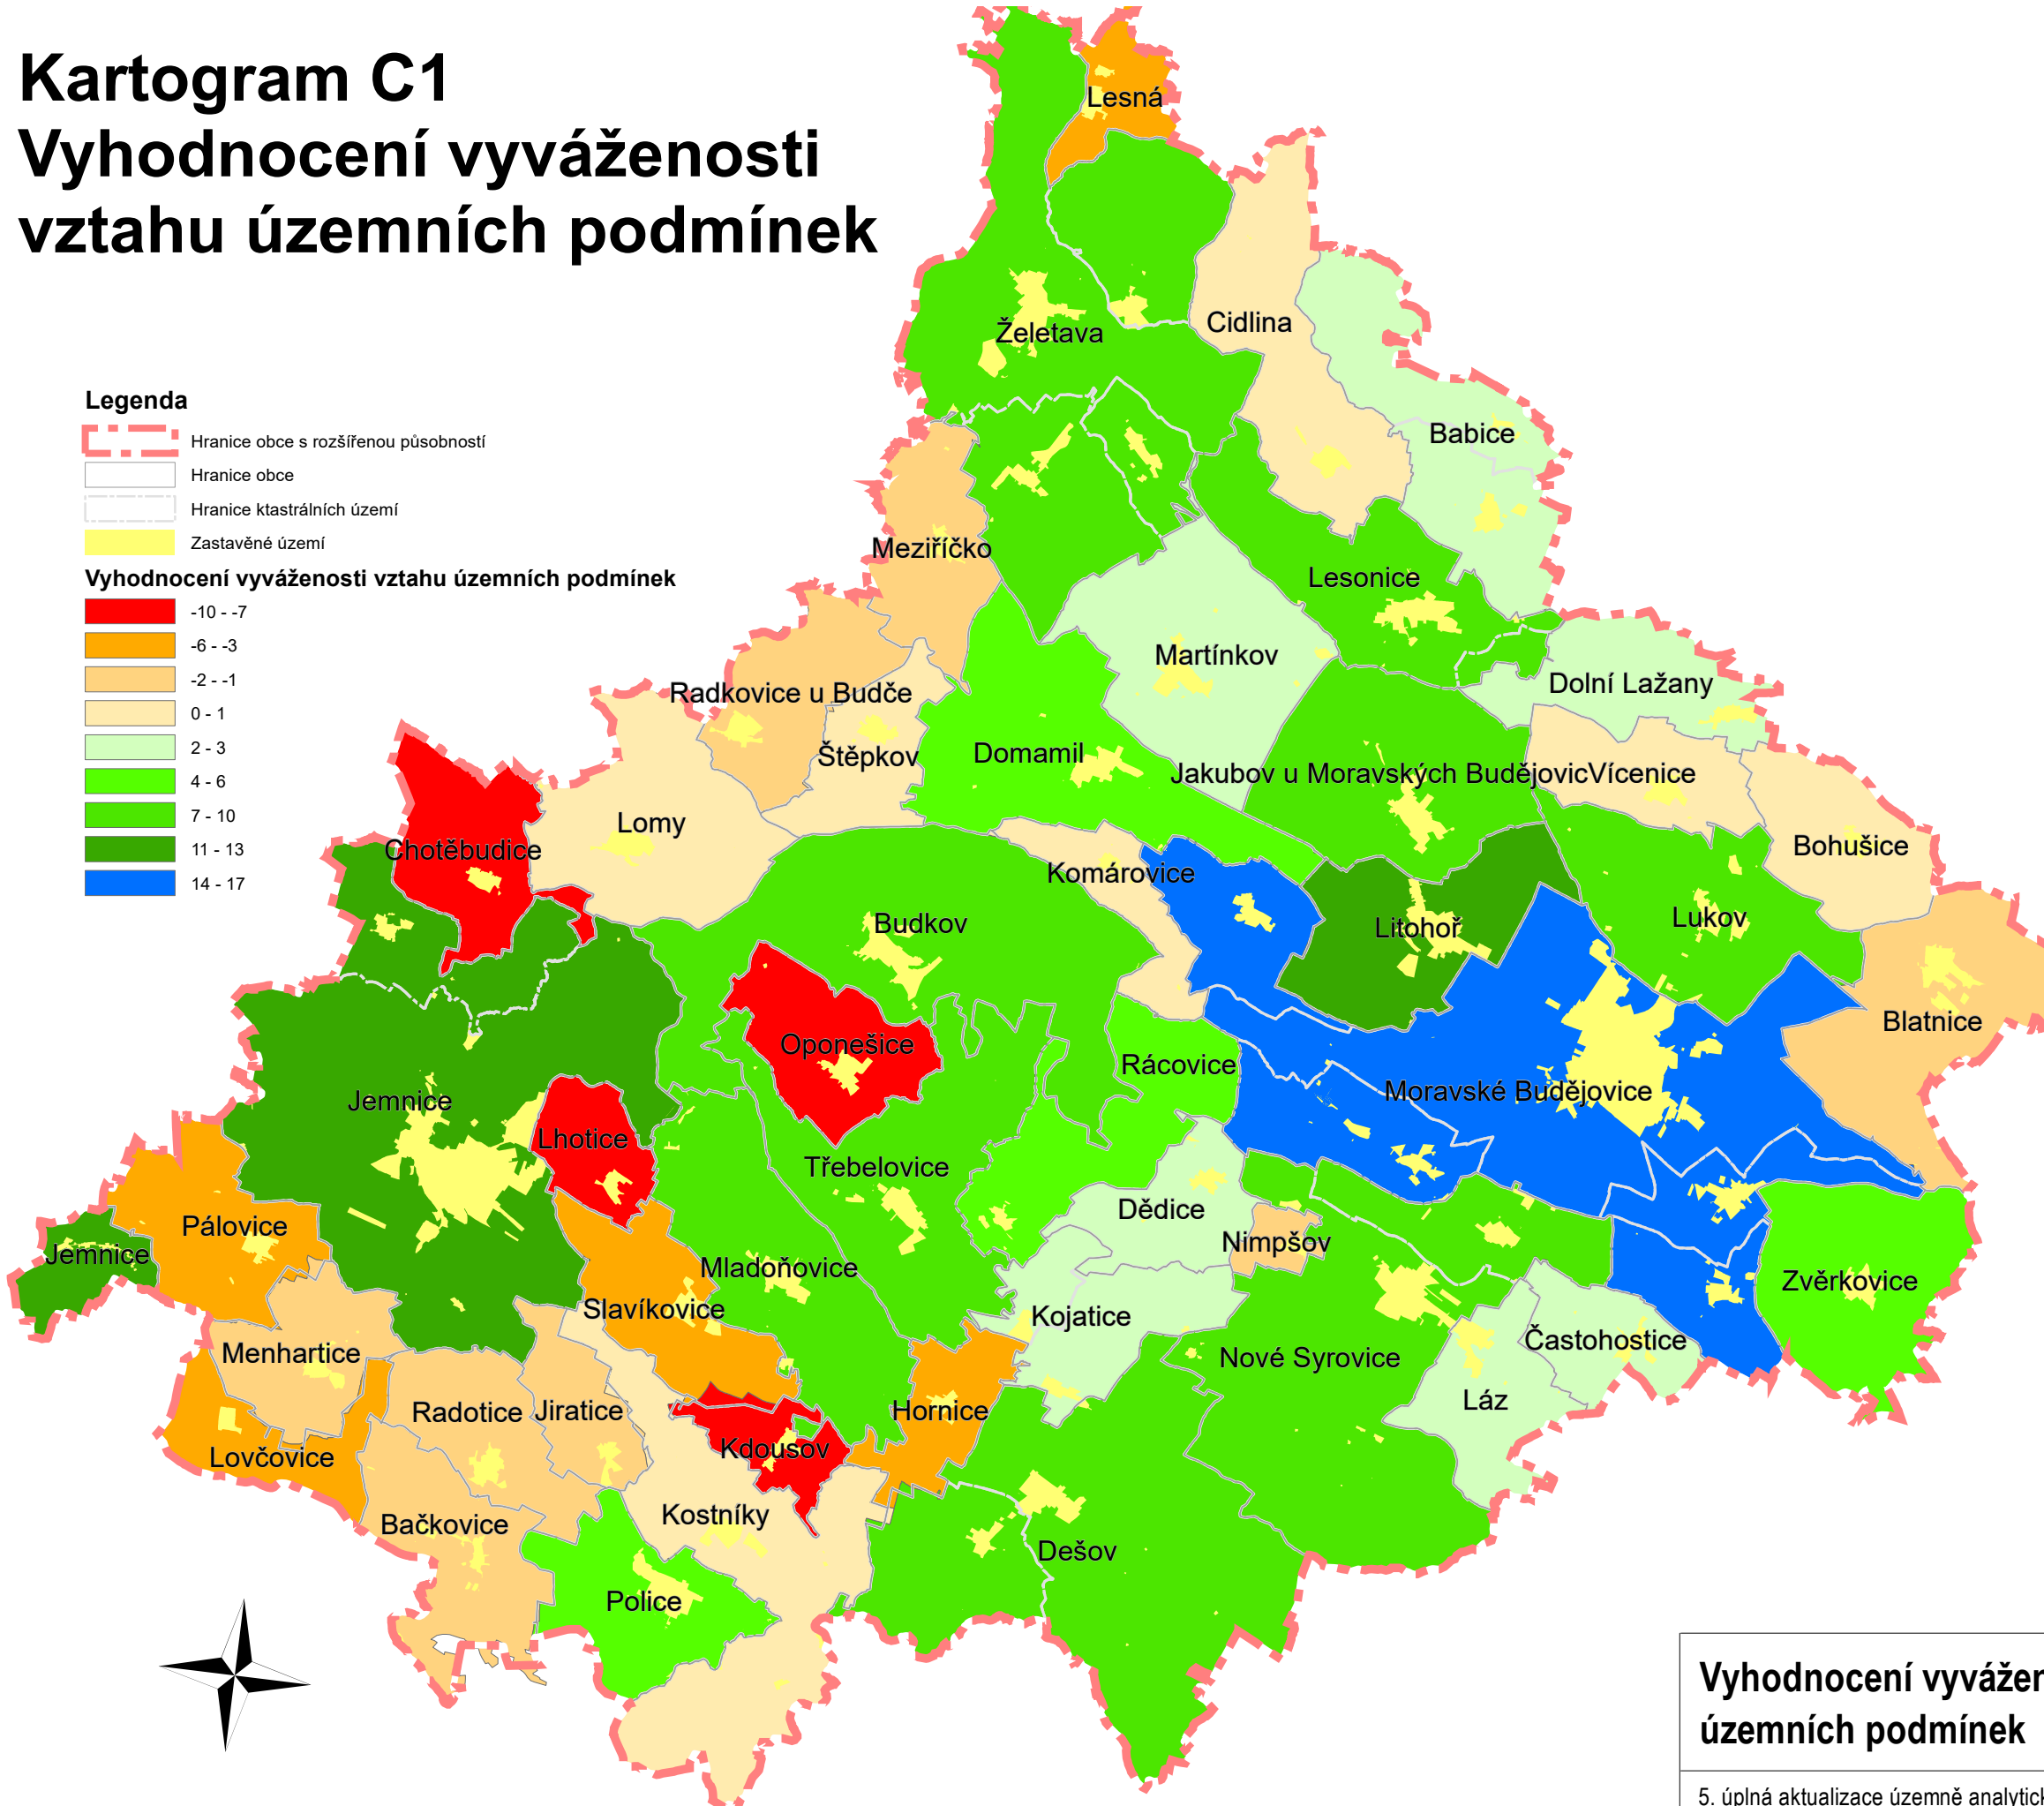 Kartogram C1
Vyhodnocení vyváženosti
vztahu územních podmínek
Legenda
Hranice obce s rozšířenou působností
Hranice obce
Hranice ktastrálních území
Zastavěné území
Vyhodnocení vyváženosti vztahu územních podmínek
-10 - -7
-6 - -3
-2 - -1
0 - 1
2 - 3
4 - 6
7 - 10
11 - 13
14 - 17
Lesná
Želetava
Cidlina
Babice
Meziříčko
Lesonice
Martínkov
Dolní Lažany
Radkovice u Budče
Štěpkov
Domamil
Jakubov u Moravských Budějovic
Vícenice
Lomy
Bohušice
Chotěbudice
Komárovice
Budkov
Litohoř
Lukov
Blatnice
Oponešice
Rácovice
Moravské Budějovice
Jemnice
Lhotice
Třebelovice
Dědice
Pálovice
Nimpšov
Jemnice
Mladoňovice
Zvěrkovice
Slavíkovice
Kojatice
Častohostice
Menhartice
Nové Syrovice
Láz
Radotice
Jiratice
Hornice
Kdousov
Lovčovice
Kostníky
Bačkovice
Dešov
Police
Vyhodnocení vyvážen
územních podmínek
5. úplná aktualizace územně analytick